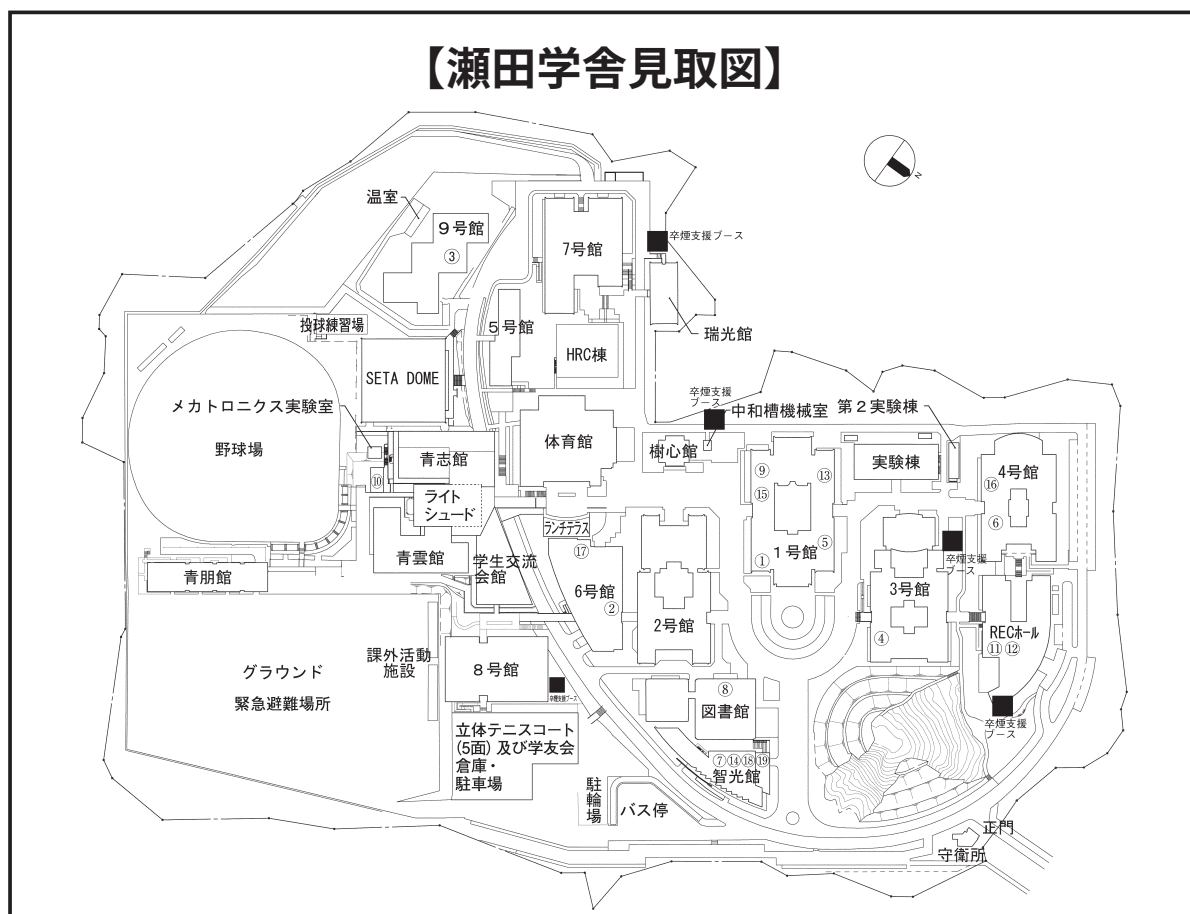 【瀬田学舎見取図】
N
温室
9号館
③
7号館
卒煙支援ブース
投球練習場
5号館
瑞光館
HRC棟
SETA DOME
卒煙支援
ブース
中和槽機械室
第２実験棟
メカトロニクス実験室
野球場
体育館
樹心館
実験棟
4号館
⑨
⑬
⑯
青志館
⑩
⑮
ライト
シュード
⑥
ランチテラス
⑰
1号館
⑤
①
卒煙支援
ブース
青雲館
学生交流
会館
青朋館
6号館
②
2号館
3号館
④
RECホール
⑪
⑫
グラウンド
緊急避難場所
課外活動
施設
8号館
卒煙支援ブース
⑧
図書館
卒煙支援
ブース
立体テニスコート
(5面)及び学友会
倉庫・
駐車場
⑦⑭⑱⑲
智光館
駐輪場
バス停
正門
守衛所